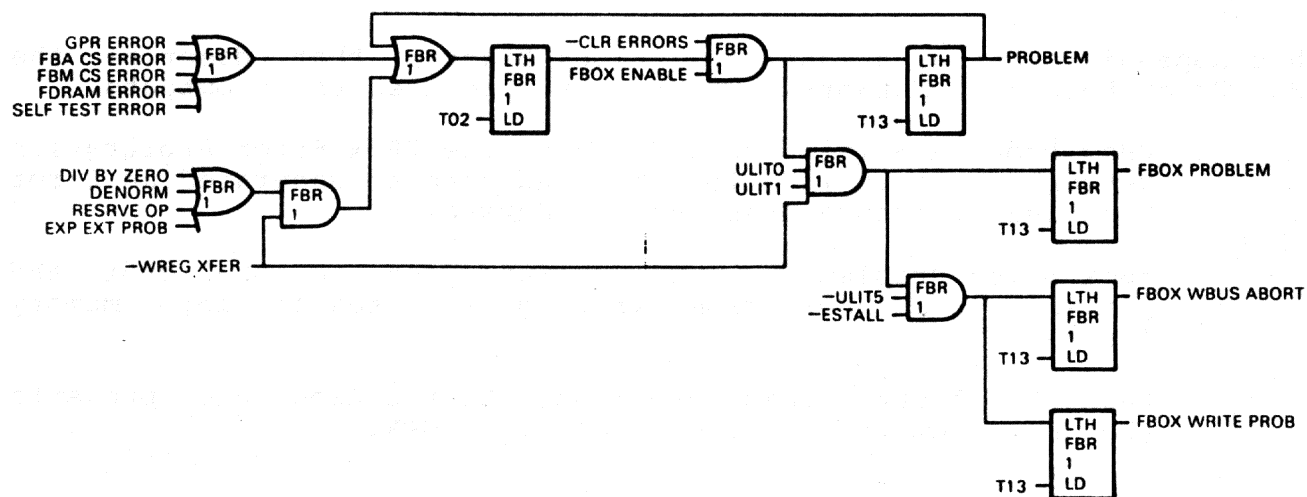 GPR ERROR
FBA CS ERROR
FBM CS ERROR
FDRAM ERROR
SELF TEST ERROR
FBR
1
FBR
1
LTH
FBR
1
LD
T02
-CLR ERRORS
FBOX ENABLE
FBR
1
LTH
FBR
1
LD
T13
PROBLEM
DIV BY ZERO
DENORM
RESRVE OP
EXP EXT PROB
FBR
1
FBR
1
-WREG XFER
ULIT0
ULIT1
FBR
1
LTH
FBR
1
LD
T13
FBOX PROBLEM
-ULIT5
-ESTALL
FBR
1
LTH
FBR
1
LD
T13
FBOX WBUS ABORT
LTH
FBR
1
LD
T13
FBOX WRITE PROB